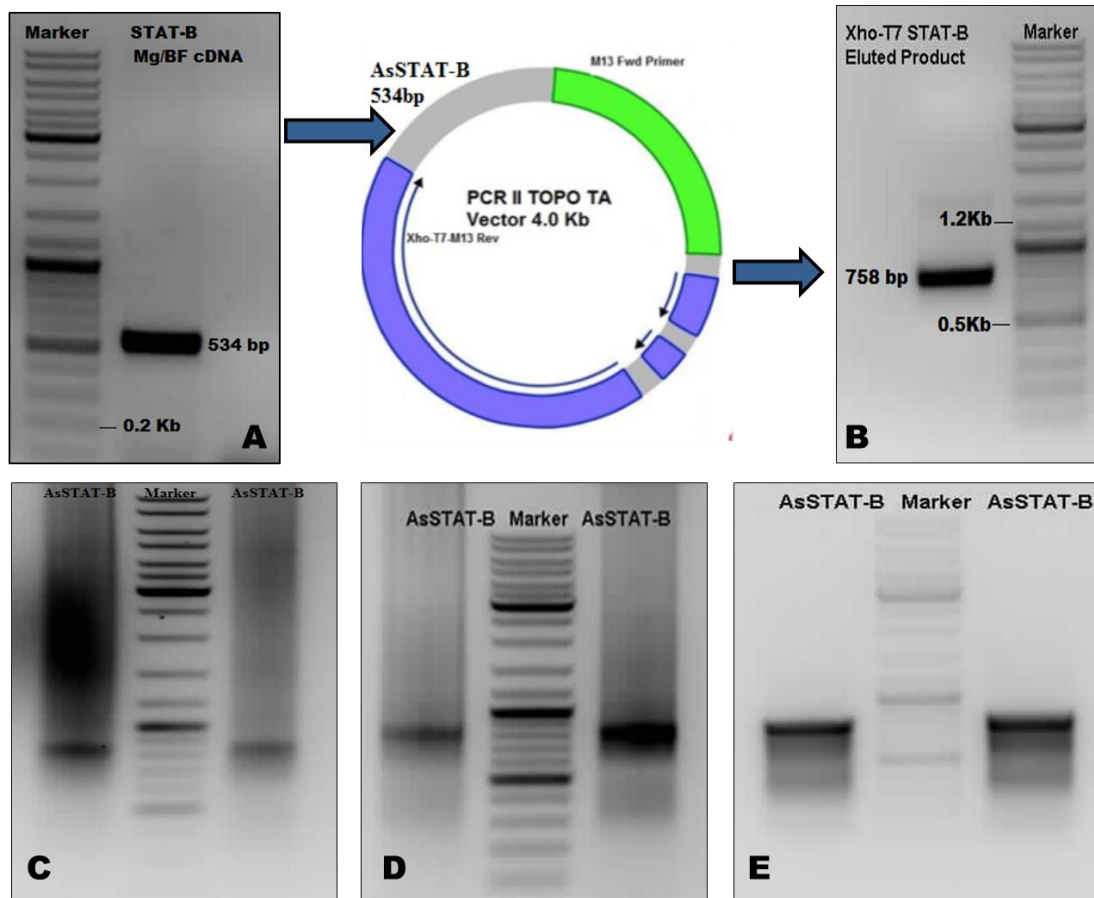 Marker
STAT-B
Mg/BF cDNA
534 bp
0.2 Kb
A
AsSTAT-B
534bp
M13 Fwd Primer
PCR II TOPO TA
Vector 4.0 Kb
Xho-T7-M13 Rev
Xho-T7 STAT-B
Eluted Product
Marker
1.2Kb
758 bp
0.5Kb
B
AsSTAT-B Marker AsSTAT-B
C
AsSTAT-B Marker AsSTAT-B
D
AsSTAT-B Marker AsSTAT-B
E